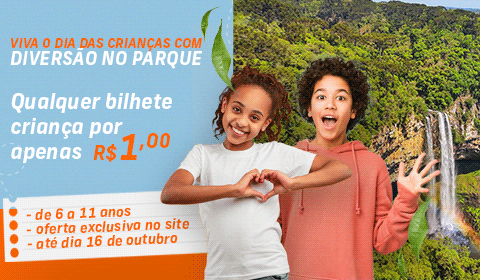 VIVA O DIA DAS CRIANÇAS COM
DIVERSÃO NO PARQUE
Qualquer bilhete
criança por
apenas R$1,00
- de 6 a 11 anos
- oferta exclusiva no site
- até dia 16 de outubro